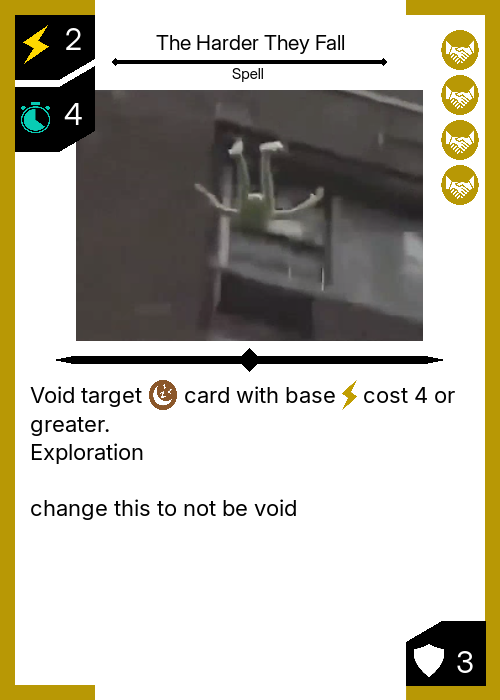 2
The Harder They Fall
Spell
4
Void target card with base cost 4 or
greater.
Exploration
change this to not be void
3